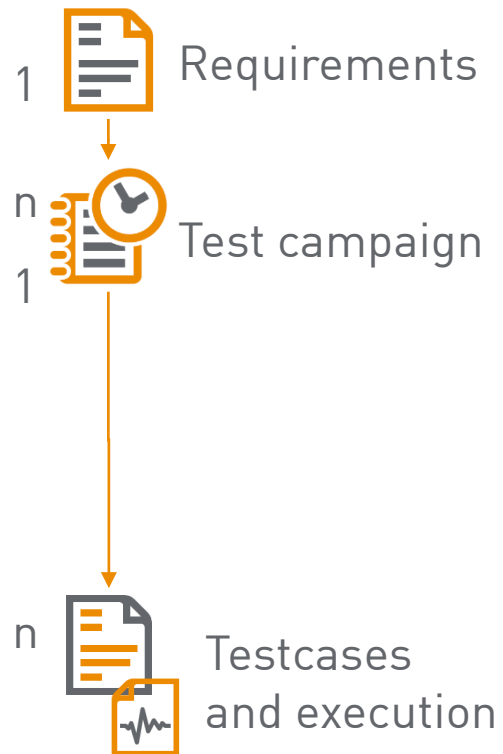 1
Requirements
n
Test campaign
1
n
Testcases
and execution